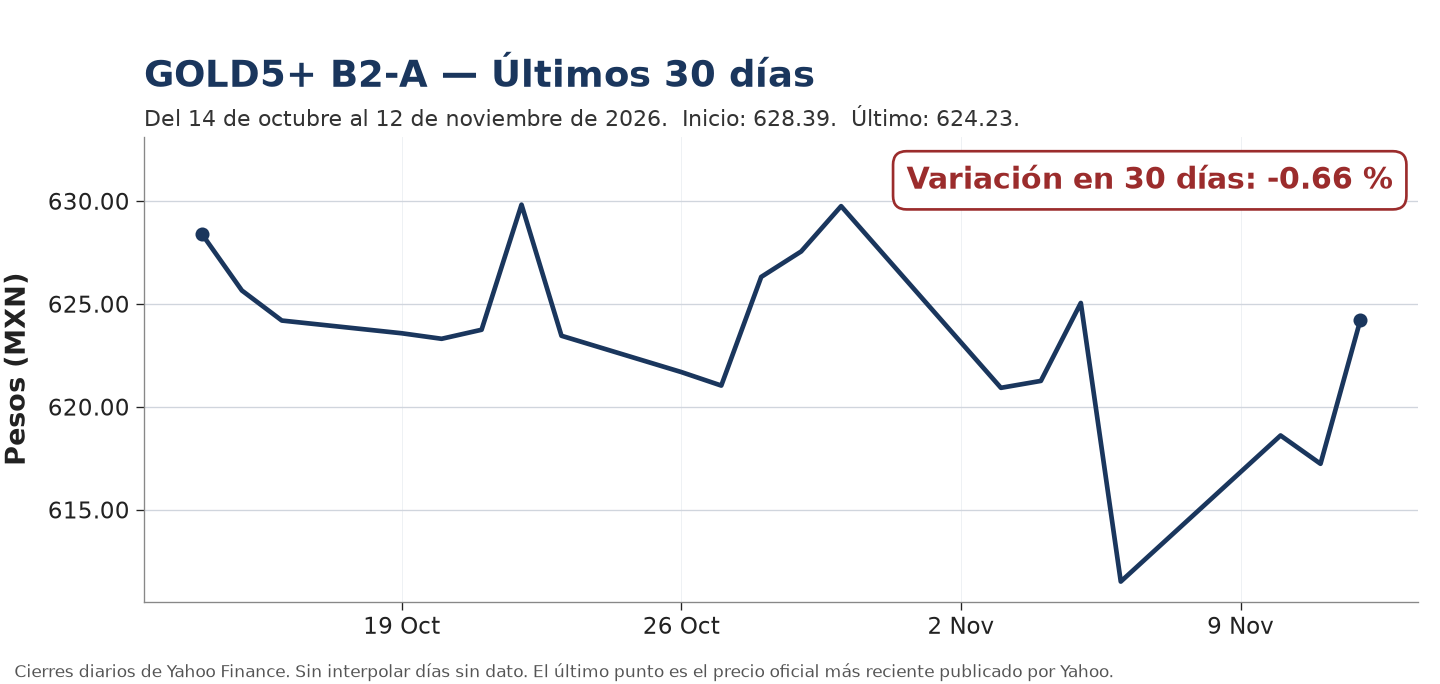 GOLD5+ B2-A — Últimos 30 días
Del 14 de octubre al 12 de noviembre de 2026.  Inicio: 628.39.  Último: 624.23.
Variación en 30 días: -0.66 %
Pesos (MXN)
630.00
625.00
620.00
615.00
19 Oct
26 Oct
2 Nov
9 Nov
Cierres diarios de Yahoo Finance. Sin interpolar días sin dato. El último punto es el precio oficial más reciente publicado por Yahoo.